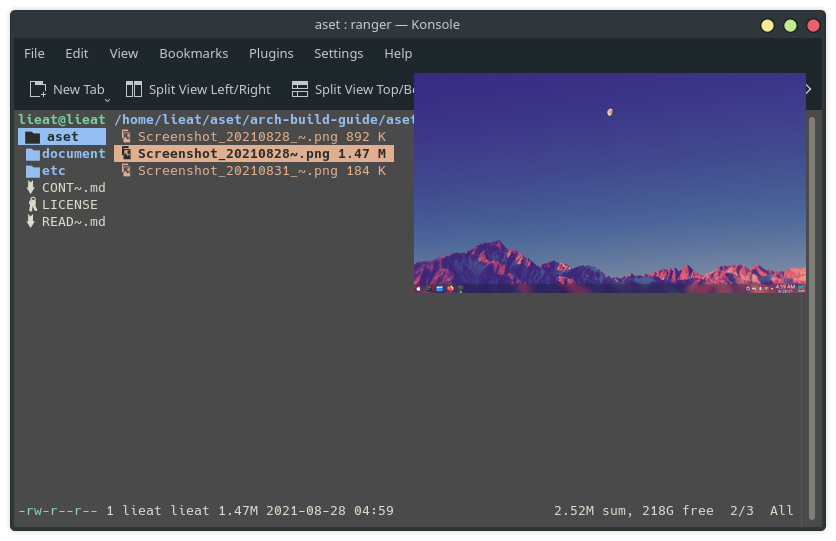 aset : ranger — Konsole
File Edit View Bookmarks Plugins Settings Help
New Tab Split View Left/Right Split View Top/Bo
lieat@lieat /home/lieat/aset/arch-build-guide/aset
aset Screenshot_20210828_~.png 892 K
document Screenshot_20210828~.png 1.47 M
etc Screenshot_20210831_~.png 184 K
CONT~.md
LICENSE
READ~.md
4:59 AM
-rw-r--r-- 1 lieat lieat 1.47M 2021-08-28 04:59 2.52M sum, 218G free 2/3 All